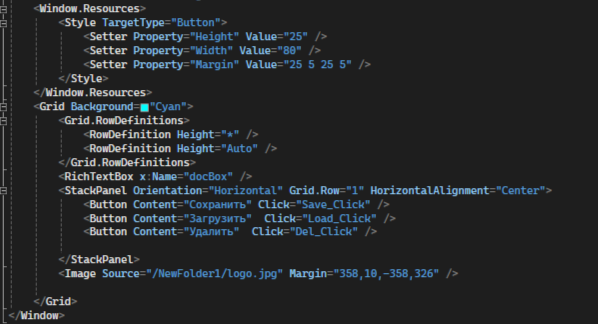 <Window.Resources>
<Style TargetType="Button">
<Setter Property="Height" Value="25" />
<Setter Property="Width" Value="80" />
<Setter Property="Margin" Value="25 5 25 5" />
</Style>
</Window.Resources>
<Grid Background="Cyan">
<Grid.RowDefinitions>
<RowDefinition Height="*" />
<RowDefinition Height="Auto" />
</Grid.RowDefinitions>
<RichTextBox x:Name="docBox" />
<StackPanel Orientation="Horizontal" Grid.Row="1" HorizontalAlignment="Center">
<Button Content="Сохранить" Click="Save_Click" />
<Button Content="Загрузить"  Click="Load_Click" />
<Button Content="Удалить"  Click="Del_Click" />
</StackPanel>
<Image Source="/NewFolder1/logo.jpg" Margin="358,10,-358,326" />
</Grid>
</Window>